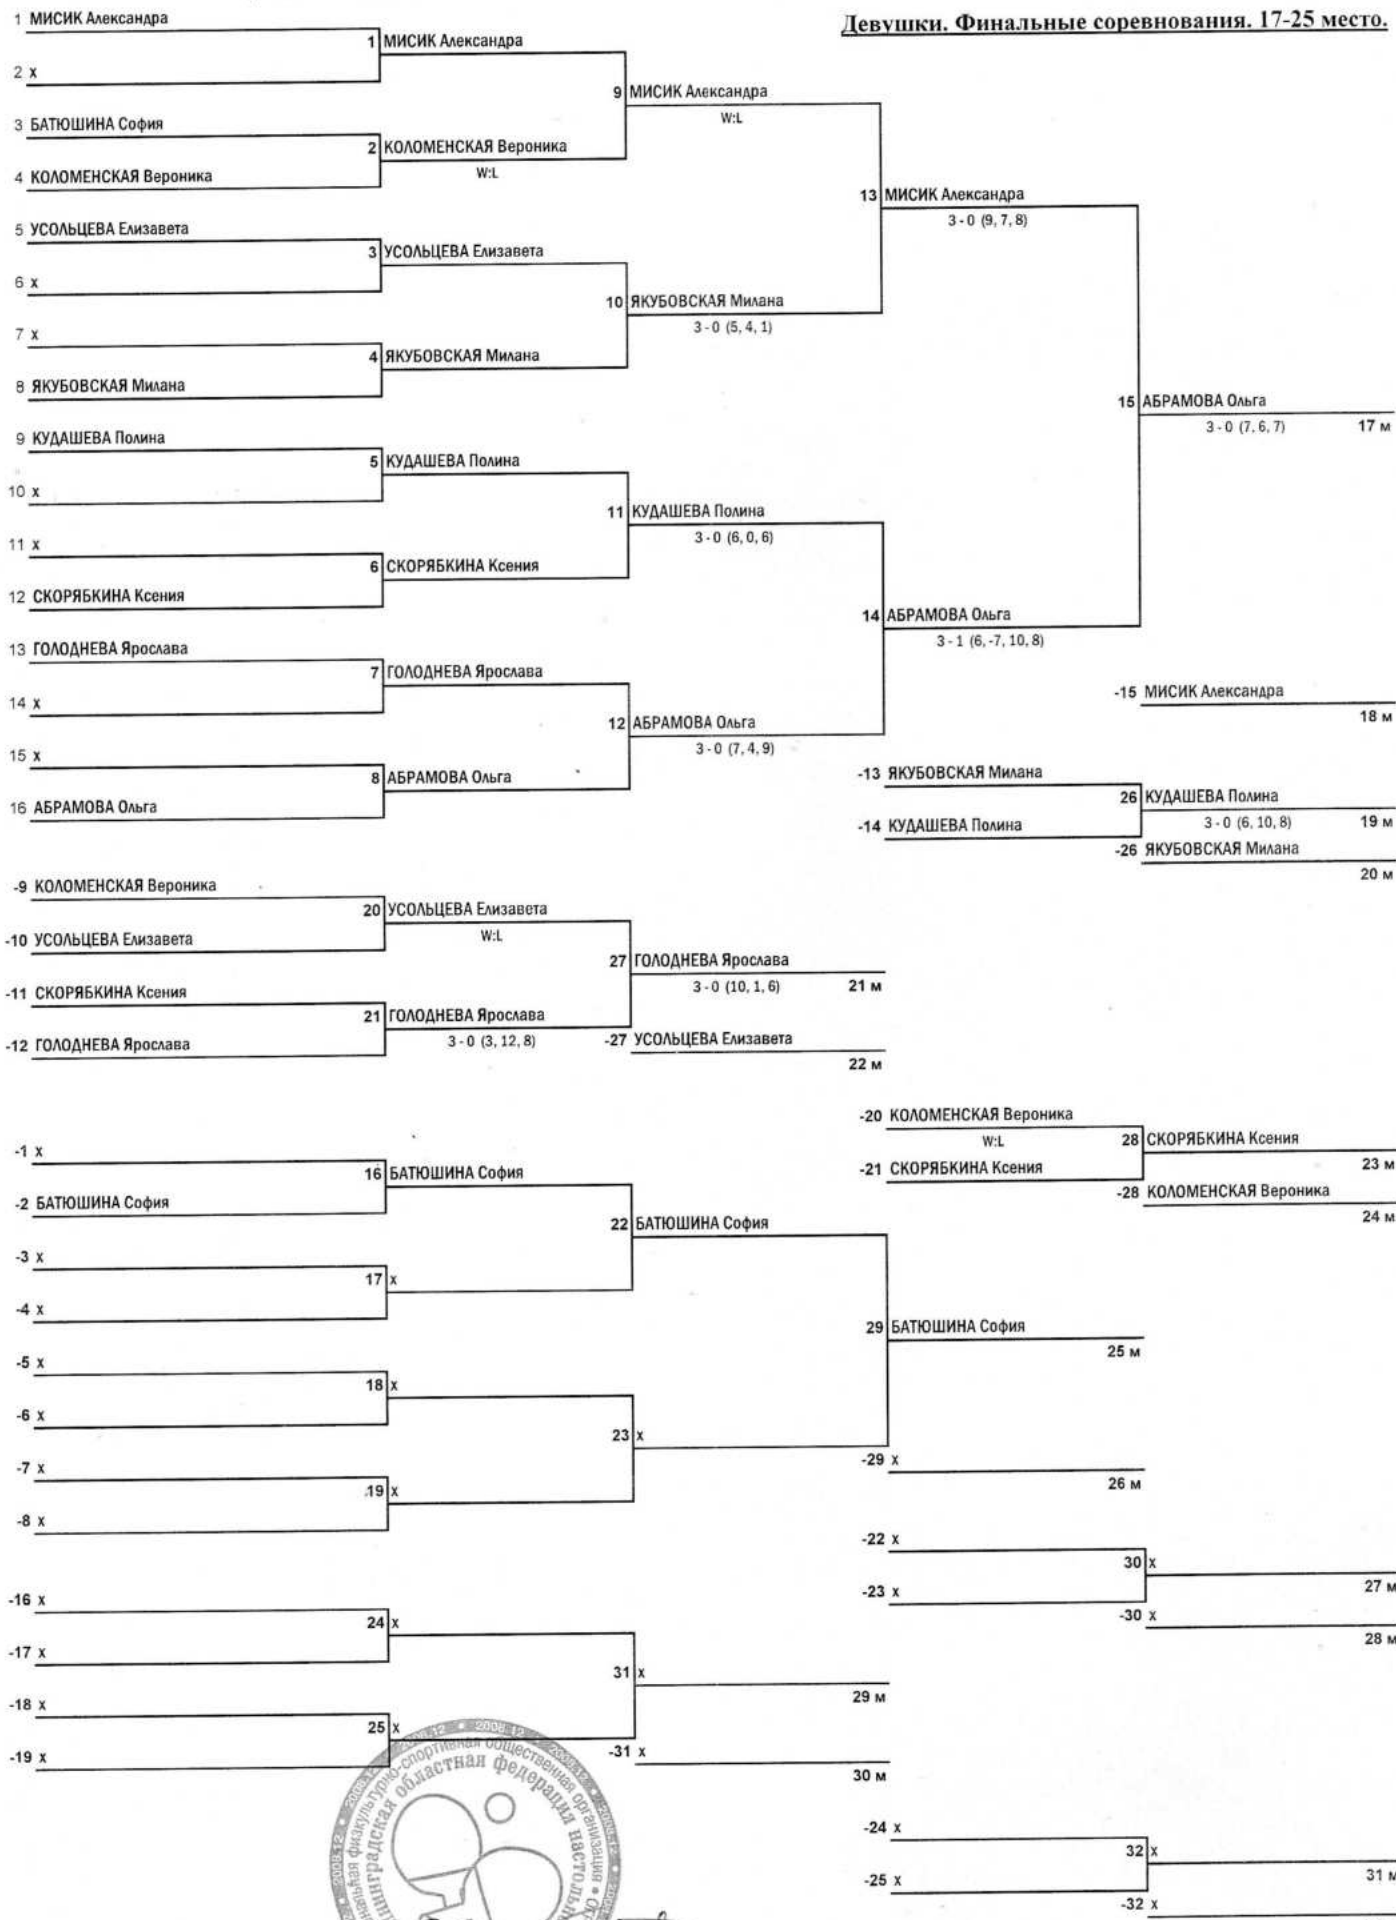 Девушки. Финальные соревнования. 17-25 место.
1 МИСИК Александра
1 МИСИК Александра
2 x
9 МИСИК Александра
W:L
3 БАТЮШИНА София
2 КОЛОМЕНСКАЯ Вероника
W:L
4 КОЛОМЕНСКАЯ Вероника
13 МИСИК Александра
3 - 0 (9, 7, 8)
5 УСОЛЬЦЕВА Елизавета
3 УСОЛЬЦЕВА Елизавета
6 x
10 ЯКУБОВСКАЯ Милана
3 - 0 (5, 4, 1)
7 x
4 ЯКУБОВСКАЯ Милана
8 ЯКУБОВСКАЯ Милана
15 АБРАМОВА Ольга
3 - 0 (7, 6, 7) 17 м
9 КУДАШЕВА Полина
5 КУДАШЕВА Полина
10 x
11 КУДАШЕВА Полина
3 - 0 (6, 0, 6)
11 x
6 СКОРЯБКИНА Ксения
12 СКОРЯБКИНА Ксения
14 АБРАМОВА Ольга
3 - 1 (6, -7, 10, 8)
13 ГОЛОДНЕВА Ярослава
7 ГОЛОДНЕВА Ярослава
14 x
-15 МИСИК Александра
18 м
12 АБРАМОВА Ольга
3 - 0 (7, 4, 9)
15 x
8 АБРАМОВА Ольга
16 АБРАМОВА Ольга
-13 ЯКУБОВСКАЯ Милана
26 КУДАШЕВА Полина
3 - 0 (6, 10, 8) 19 м
-14 КУДАШЕВА Полина
-26 ЯКУБОВСКАЯ Милана
20 м
-9 КОЛОМЕНСКАЯ Вероника
20 УСОЛЬЦЕВА Елизавета
W:L
-10 УСОЛЬЦЕВА Елизавета
27 ГОЛОДНЕВА Ярослава
3 - 0 (10, 1, 6) 21 м
-11 СКОРЯБКИНА Ксения
21 ГОЛОДНЕВА Ярослава
3 - 0 (3, 12, 8)
-12 ГОЛОДНЕВА Ярослава
-27 УСОЛЬЦЕВА Елизавета
22 м
-20 КОЛОМЕНСКАЯ Вероника
W:L
28 СКОРЯБКИНА Ксения
23 м
-21 СКОРЯБКИНА Ксения
-28 КОЛОМЕНСКАЯ Вероника
24 м
-1 x
16 БАТЮШИНА София
-2 БАТЮШИНА София
22 БАТЮШИНА София
-3 x
17 x
-4 x
29 БАТЮШИНА София
25 м
-5 x
18 x
-6 x
23 x
-7 x
19 x
-8 x
-29 x
26 м
-22 x
30 x
27 м
-23 x
-30 x
28 м
-16 x
24 x
-17 x
31 x
29 м
-18 x
25 x
-19 x
-31 x
30 м
-24 x
32 x
31 м
-25 x
-32 x
2008.12 • 2008.12
физкультурно-спортивная общественная организация
областная федерация